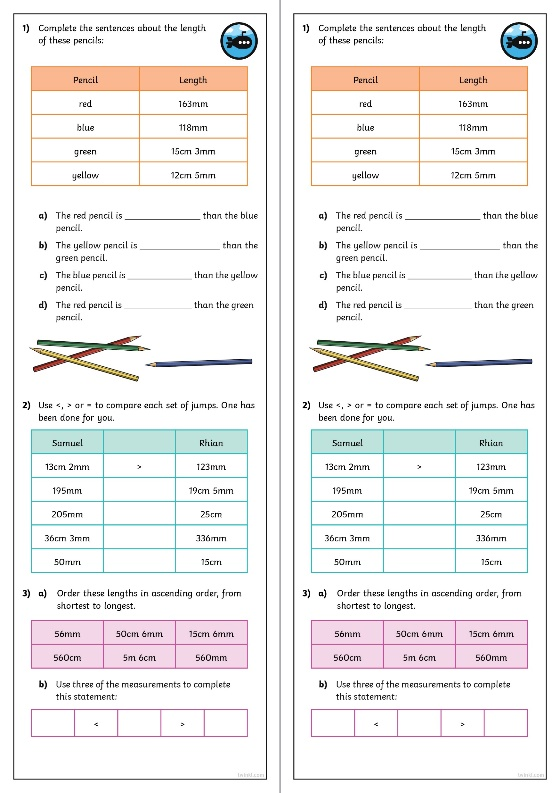 1) Complete the sentences about the length
of these pencils:
Pencil Length
red 163mm
blue 118mm
green 15cm 3mm
yellow 12cm 5mm
a) The red pencil is _______________ than the blue
pencil.
b) The yellow pencil is ________________ than the
green pencil.
c) The blue pencil is _____________ than the yellow
pencil.
d) The red pencil is ______________ than the green
pencil.
2) Use <, > or = to compare each set of jumps. One has
been done for you.
Samuel Rhian
13cm 2mm > 123mm
195mm 19cm 5mm
205mm 25cm
36cm 3mm 336mm
50mm 15cm
3) a) Order these lengths in ascending order, from
shortest to longest.
56mm 50cm 6mm 15cm 6mm
560cm 5m 6cm 560mm
b) Use three of the measurements to complete
this statement:
< >
twinkl.com
1) Complete the sentences about the length
of these pencils:
Pencil Length
red 163mm
blue 118mm
green 15cm 3mm
yellow 12cm 5mm
a) The red pencil is _______________ than the blue
pencil.
b) The yellow pencil is ________________ than the
green pencil.
c) The blue pencil is _____________ than the yellow
pencil.
d) The red pencil is ______________ than the green
pencil.
2) Use <, > or = to compare each set of jumps. One has
been done for you.
Samuel Rhian
13cm 2mm > 123mm
195mm 19cm 5mm
205mm 25cm
36cm 3mm 336mm
50mm 15cm
3) a) Order these lengths in ascending order, from
shortest to longest.
56mm 50cm 6mm 15cm 6mm
560cm 5m 6cm 560mm
b) Use three of the measurements to complete
this statement:
< >
twinkl.com